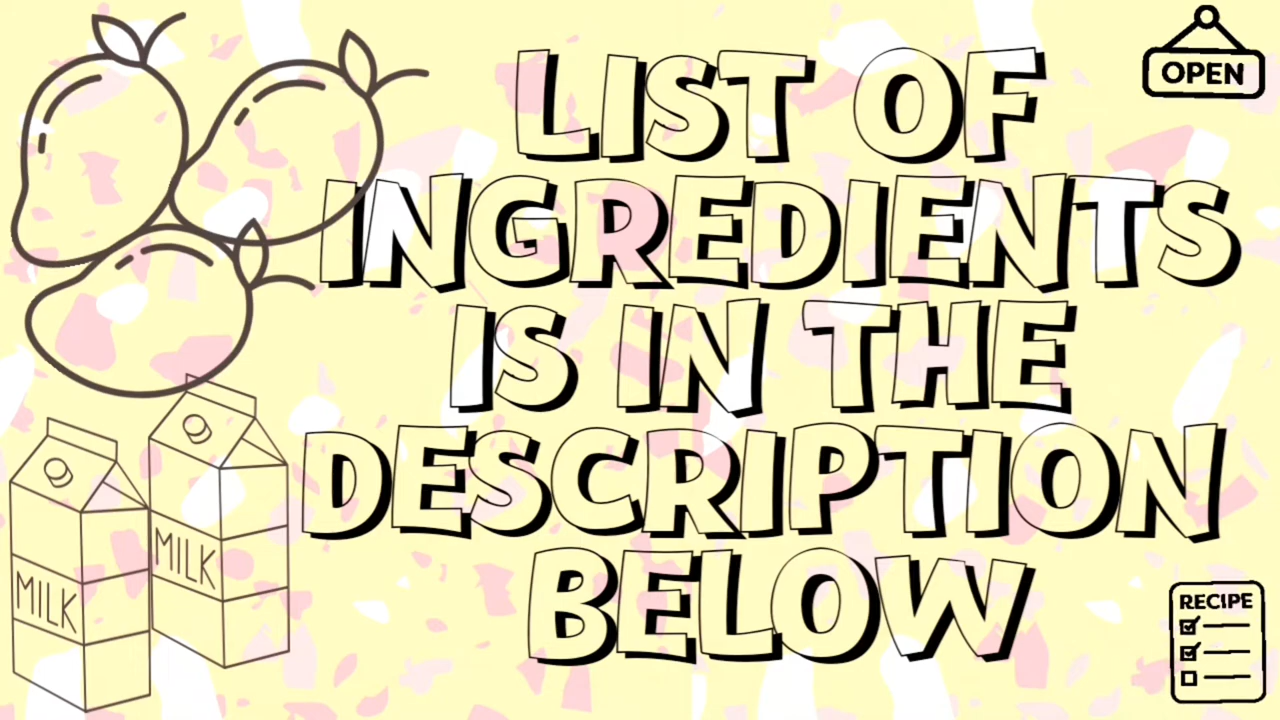 LIST OF
INGREDIENTS
IS IN THE
DESCRIPTION
BELOW
OPEN
MILK
MILK
RECIPE